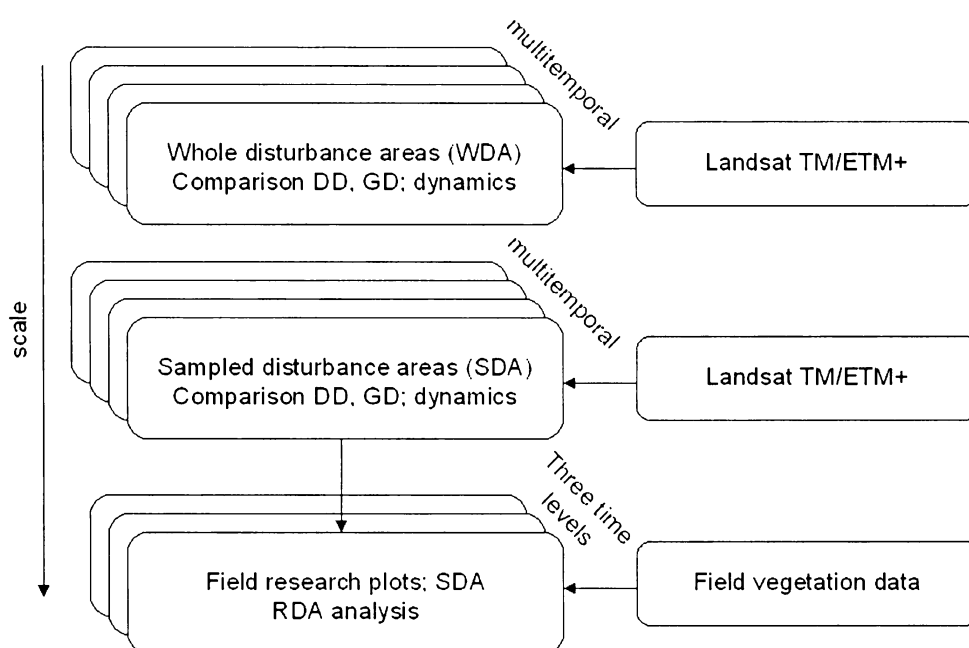 multitemporal
Whole disturbance areas (WDA)
Comparison DD, GD; dynamics
Landsat TM/ETM+
multitemporal
scale
Sampled disturbance areas (SDA)
Comparison DD, GD; dynamics
Landsat TM/ETM+
Three time
levels
Field research plots; SDA
RDA analysis
Field vegetation data